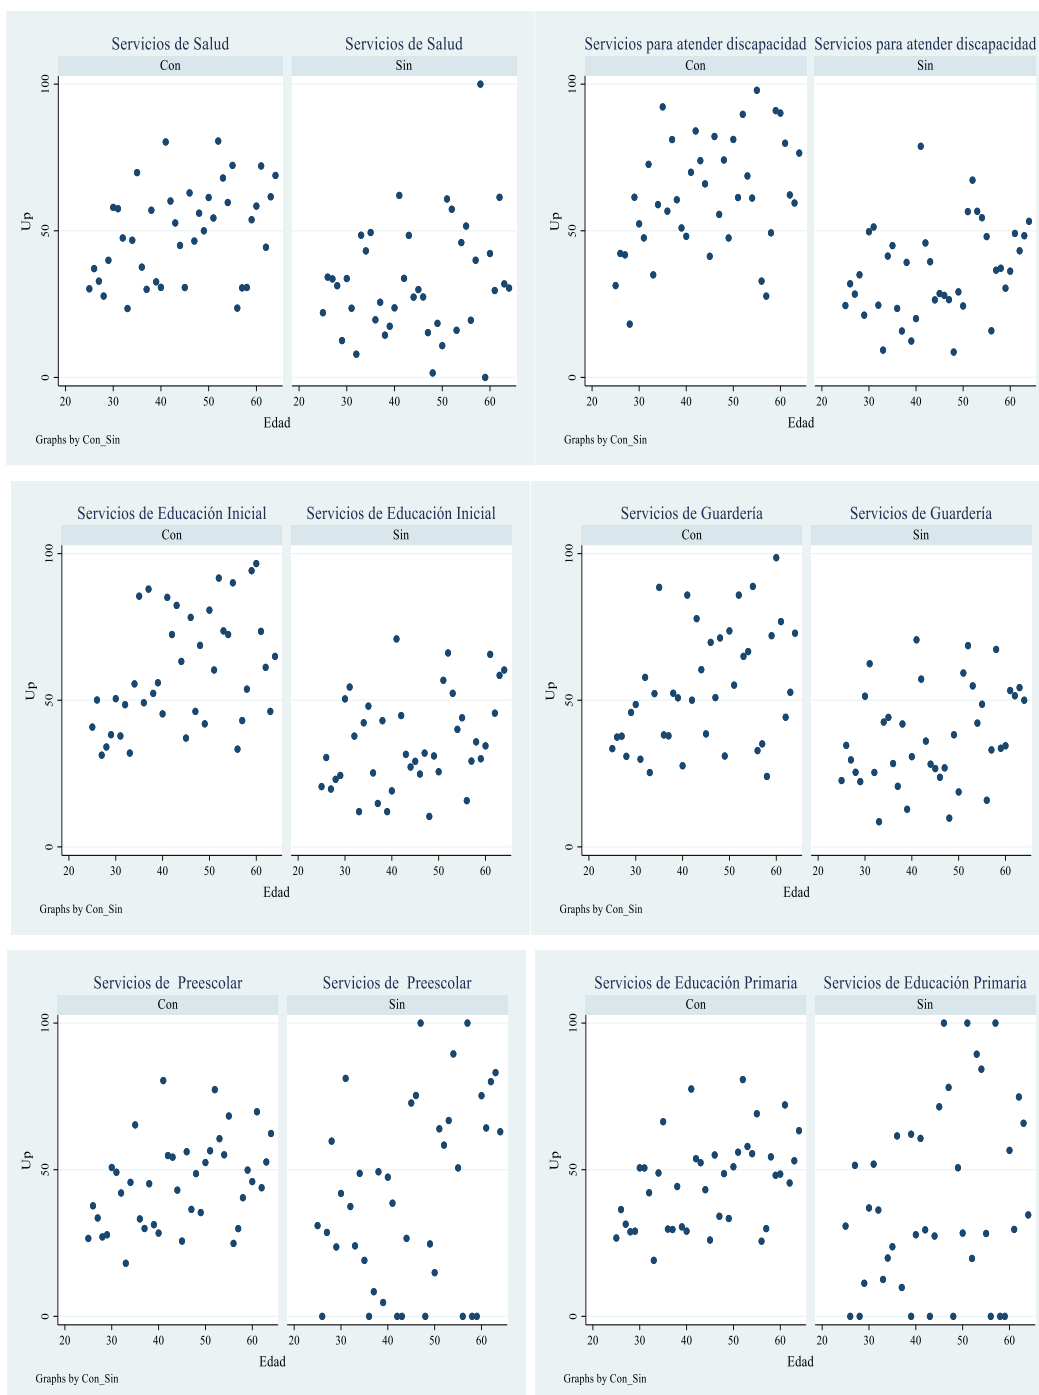 Servicios de Salud
Servicios de Salud
Con
Sin
Up
100
50
0
20 30 40 50 60
20 30 40 50 60
Edad
Graphs by Con_Sin
Servicios para atender discapacidad
Servicios para atender discapacidad
Con
Sin
Up
100
50
0
20 30 40 50 60
20 30 40 50 60
Edad
Graphs by Con_Sin
Servicios de Educación Inicial
Servicios de Educación Inicial
Con
Sin
Up
100
50
0
20 30 40 50 60
20 30 40 50 60
Edad
Graphs by Con_Sin
Servicios de Guardería
Servicios de Guardería
Con
Sin
Up
100
50
0
20 30 40 50 60
20 30 40 50 60
Edad
Graphs by Con_Sin
Servicios de Preescolar
Servicios de Preescolar
Con
Sin
Up
100
50
0
20 30 40 50 60
20 30 40 50 60
Edad
Graphs by Con_Sin
Servicios de Educación Primaria
Servicios de Educación Primaria
Con
Sin
Up
100
50
0
20 30 40 50 60
20 30 40 50 60
Edad
Graphs by Con_Sin